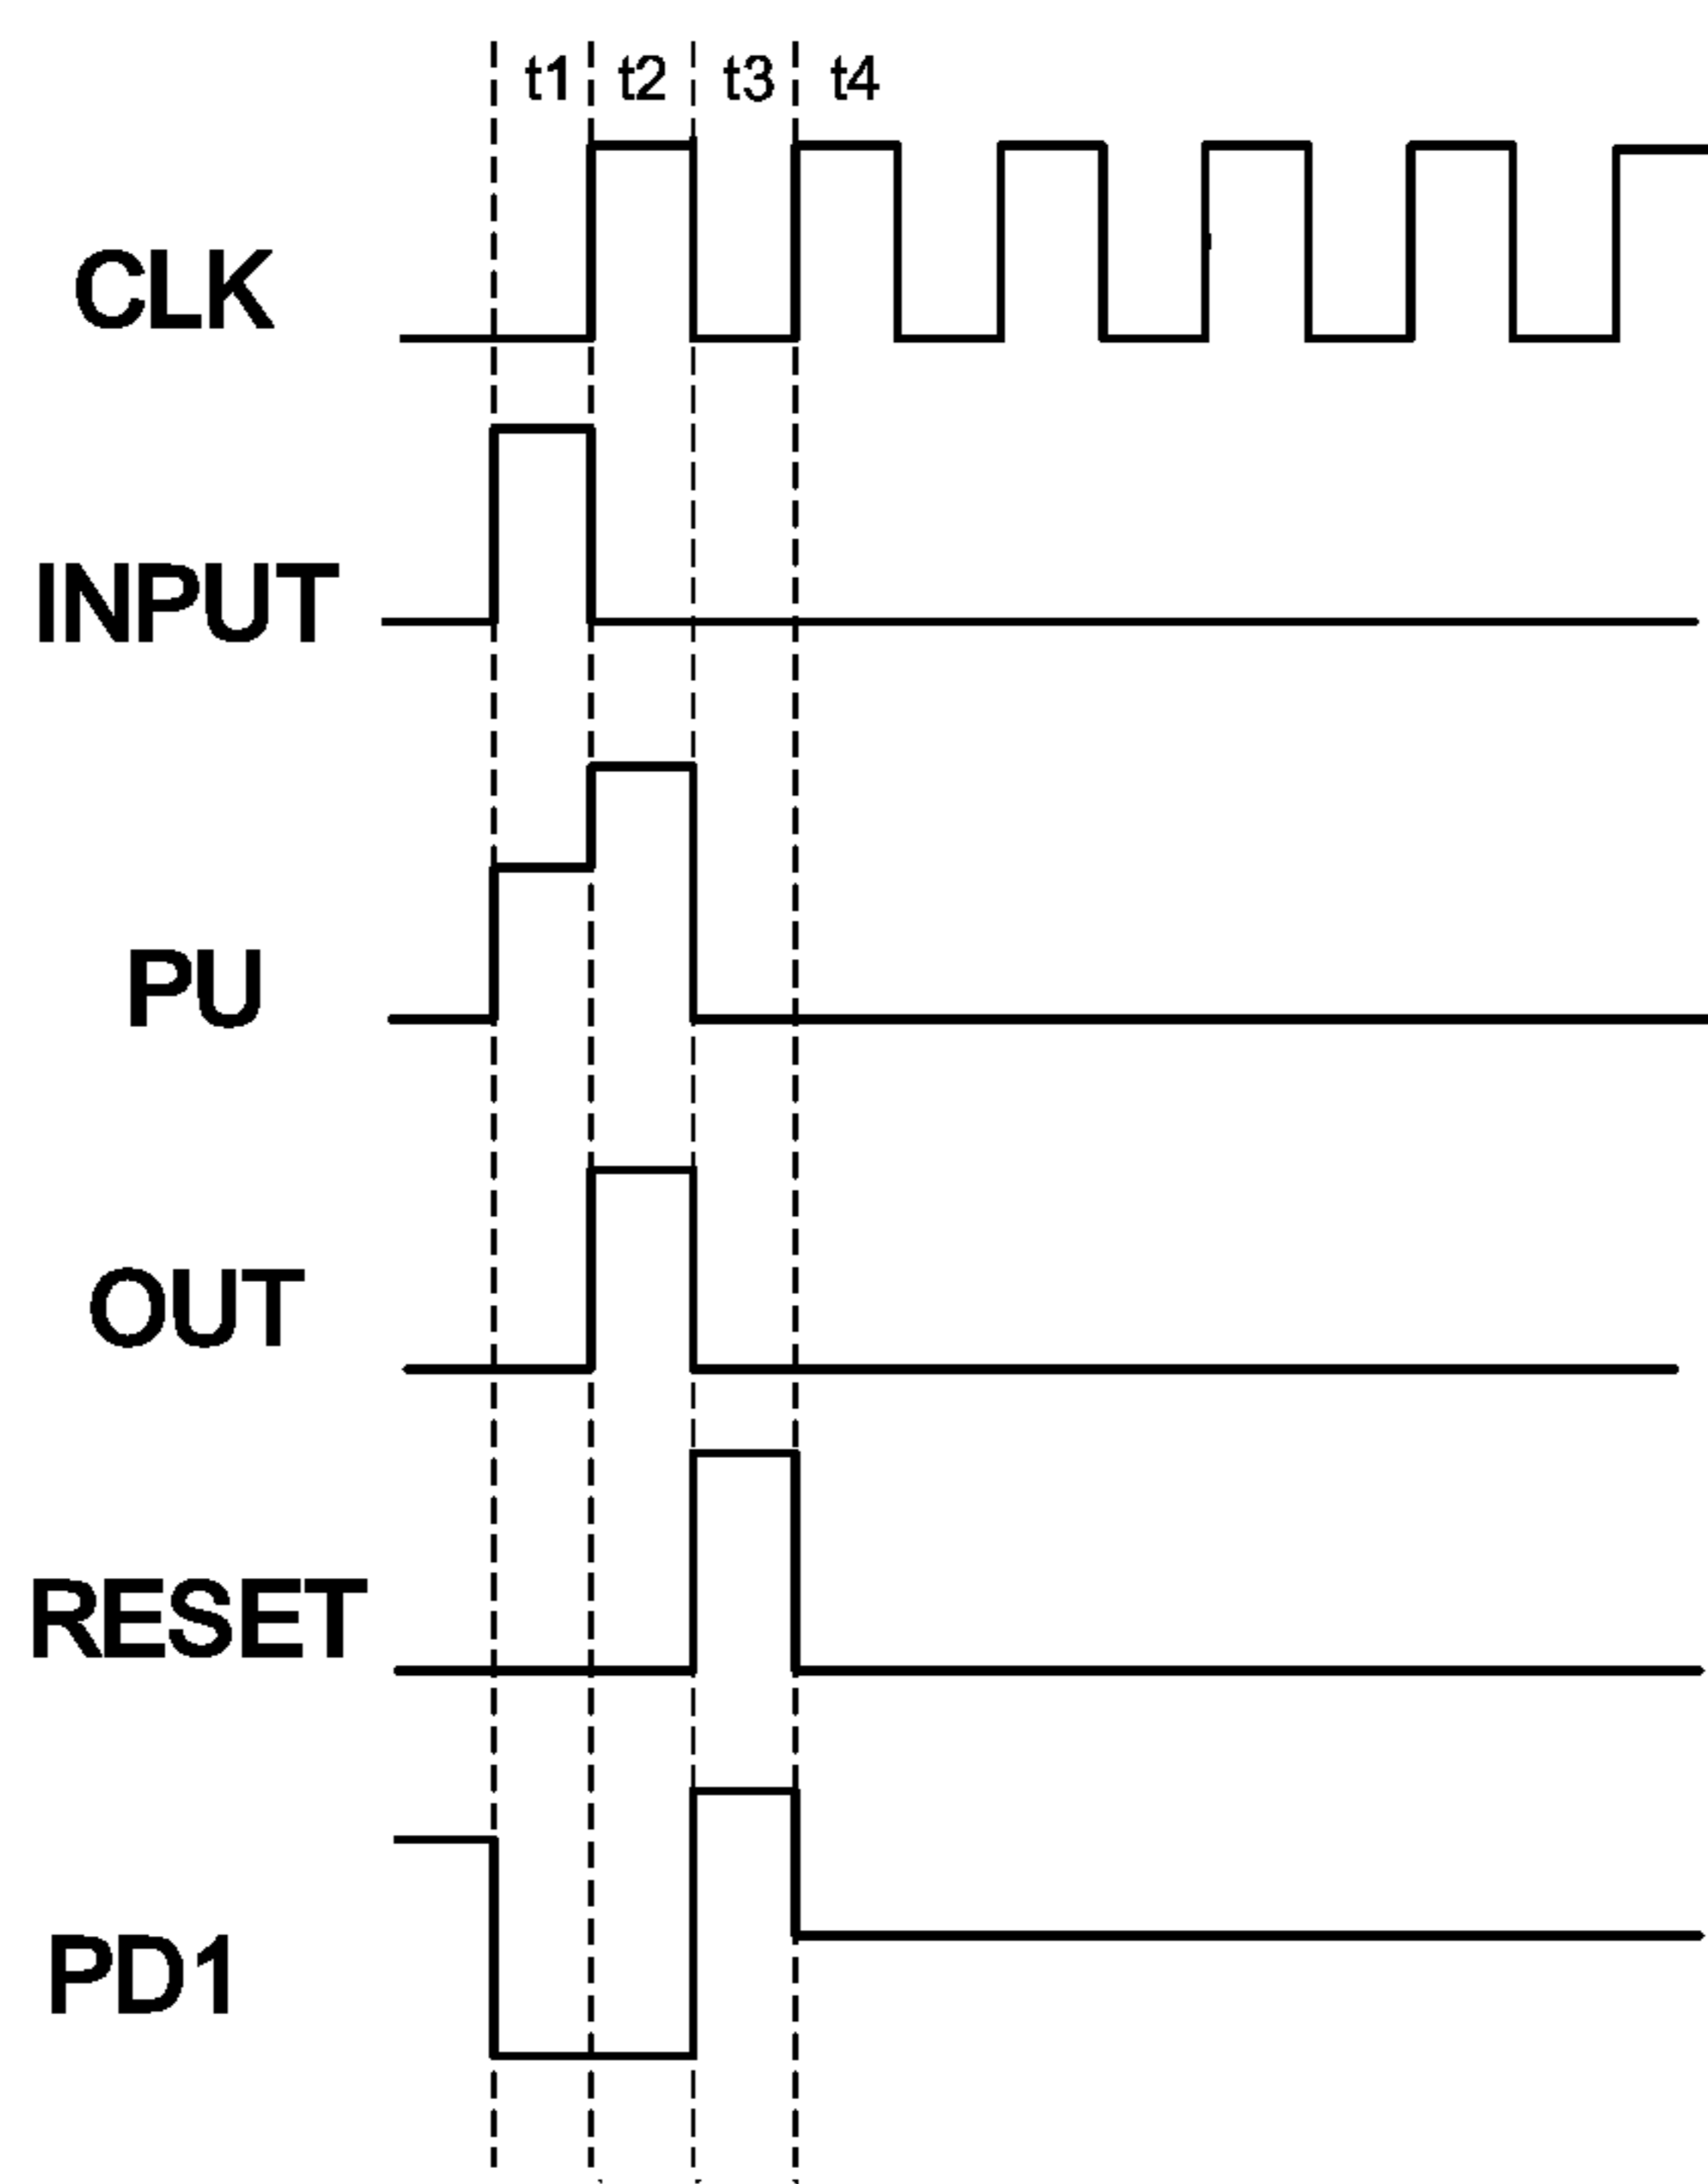 t1 t2 t3 t4
CLK
INPUT
PU
OUT
RESET
PD1